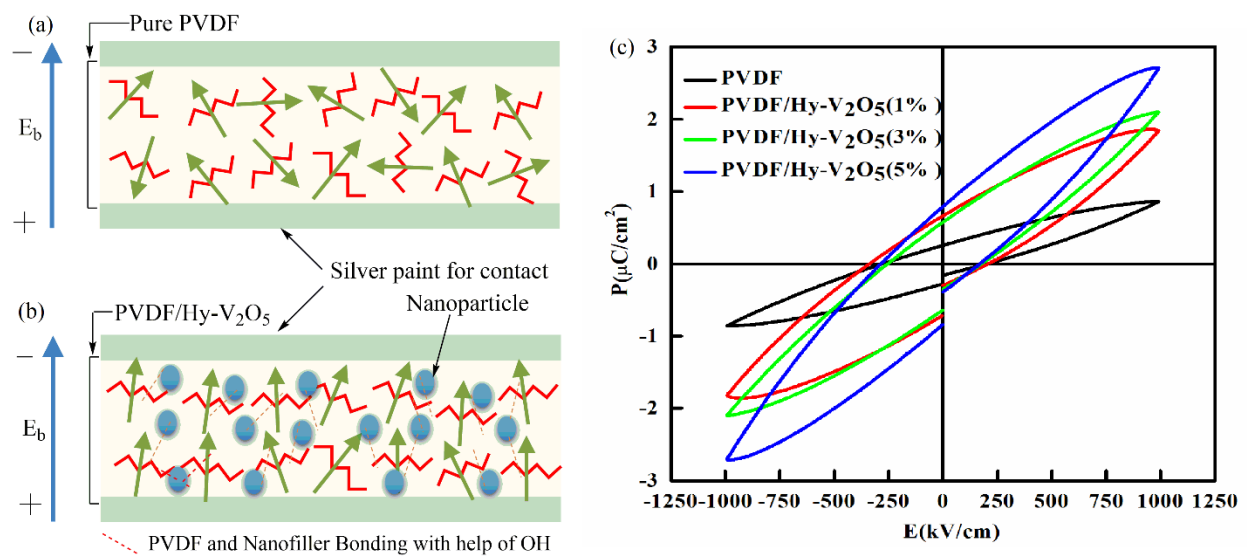 (a)
Pure PVDF
−
E_b
+
Silver paint for contact
Nanoparticle
(b)
PVDF/Hy-V₂O₅
−
E_b
+
PVDF and Nanofiller Bonding with help of OH
(c)
3
2
1
0
-1
-2
-3
P(μC/cm²)
PVDF
PVDF/Hy-V₂O₅(1% )
PVDF/Hy-V₂O₅(3% )
PVDF/Hy-V₂O₅(5% )
-1250 -1000 -750 -500 -250 0 250 500 750 1000 1250
E(kV/cm)